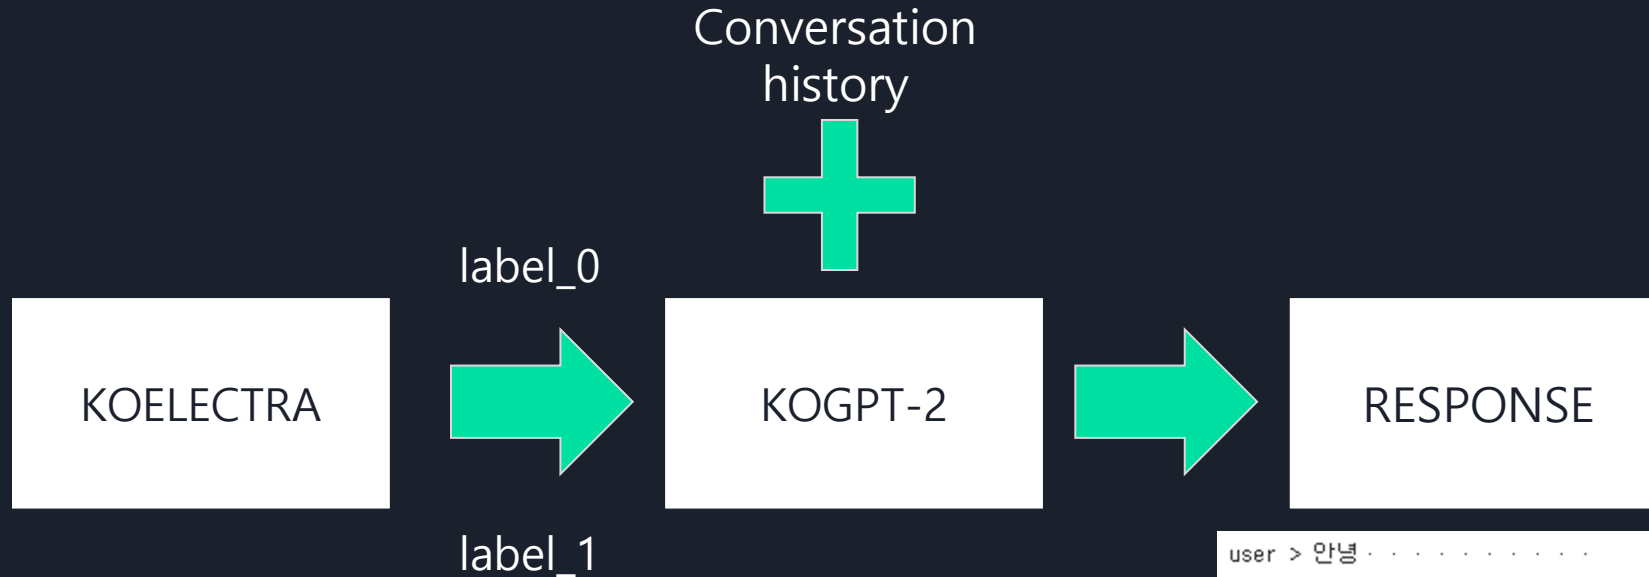 Conversation
history
label_0
KOELECTRA
KOGPT-2
RESPONSE
label_1
user > 안녕 · · · · · · · · · ·